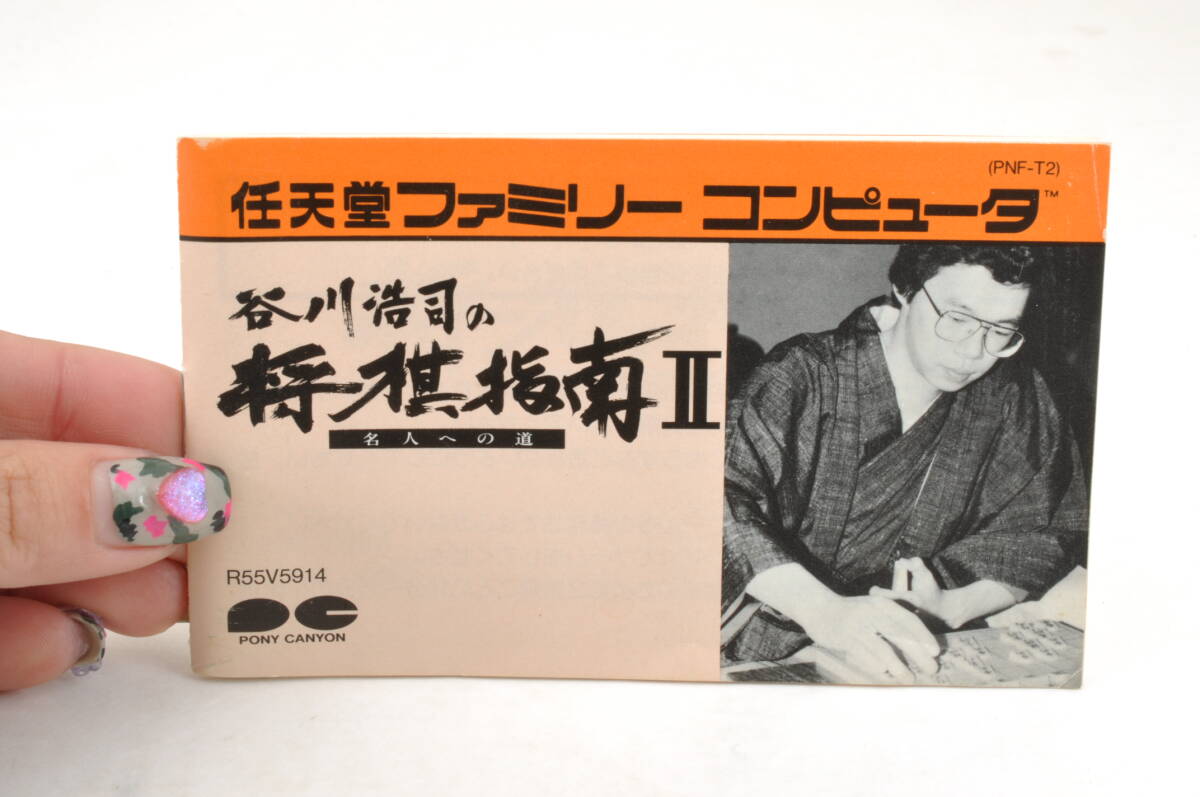 (PNF-T2)
任天堂ファミリー コンピュータ™
谷川浩司の
将棋指南Ⅱ
名人への道
R55V5914
PONY CANYON